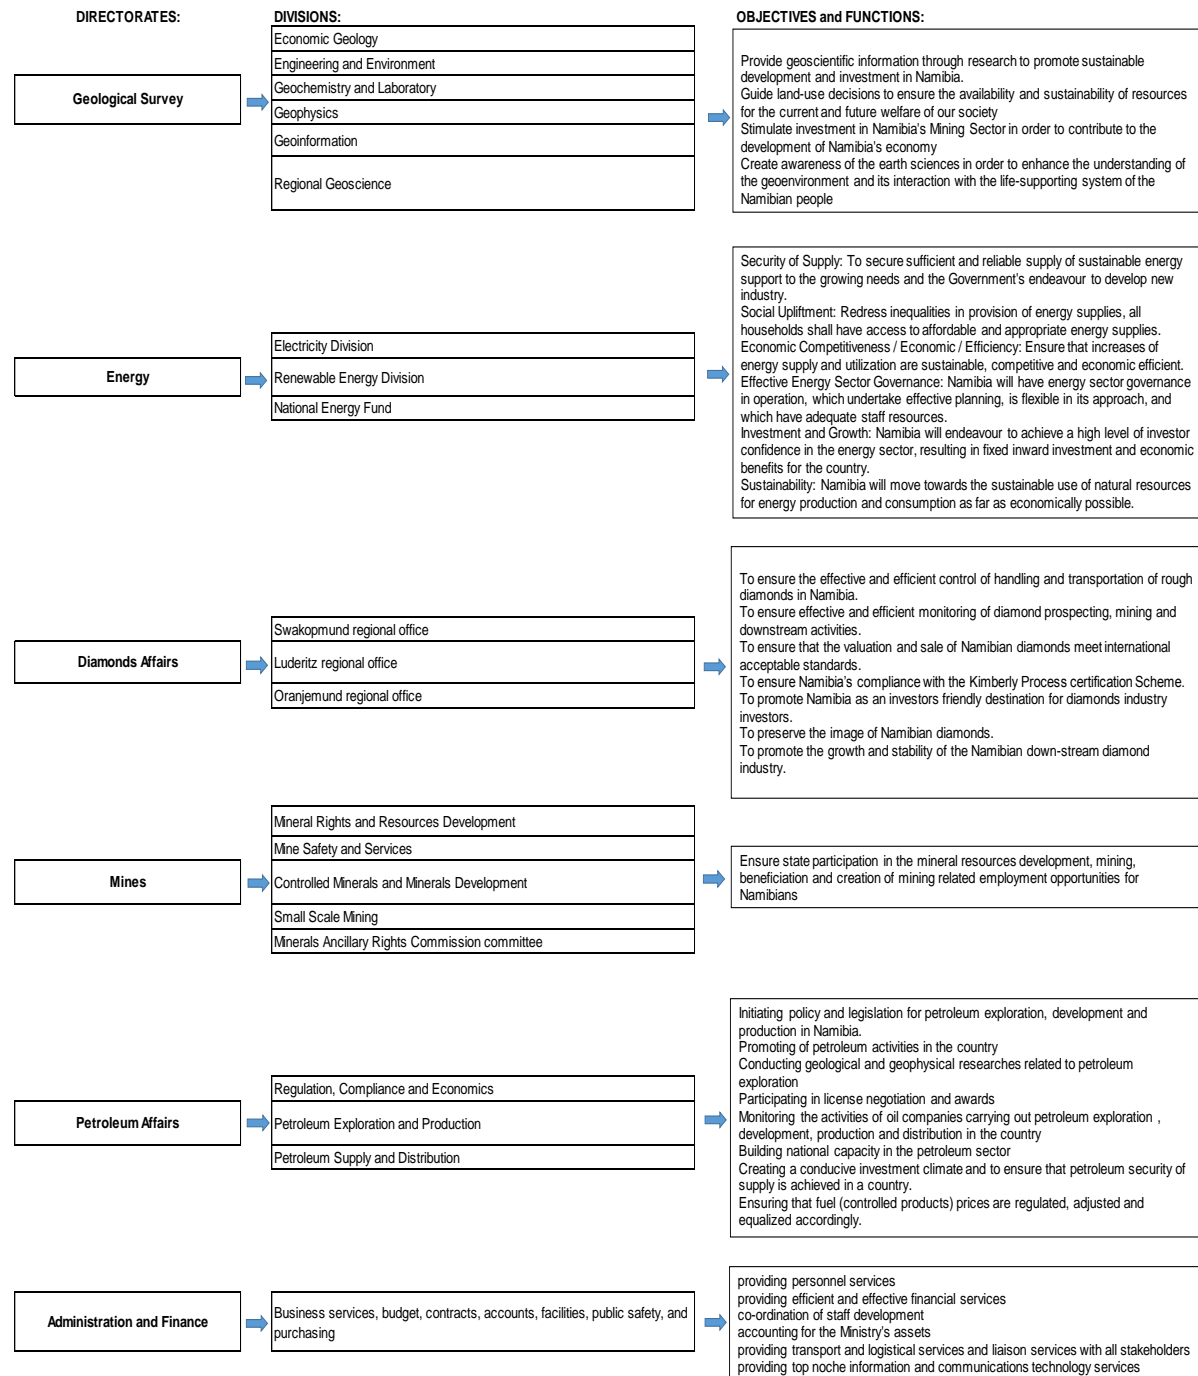 DIRECTORATES:
DIVISIONS:
OBJECTIVES and FUNCTIONS:
Geological Survey
Economic Geology
Engineering and Environment
Geochemistry and Laboratory
Geophysics
Geoinformation
Regional Geoscience
Provide geoscientific information through research to promote sustainable
development and investment in Namibia.
Guide land-use decisions to ensure the availability and sustainability of resources
for the current and future welfare of our society
Stimulate investment in Namibia's Mining Sector in order to contribute to the
development of Namibia's economy
Create awareness of the earth sciences in order to enhance the understanding of
the geoenvironment and its interaction with the life-supporting system of the
Namibian people
Energy
Electricity Division
Renewable Energy Division
National Energy Fund
Security of Supply: To secure sufficient and reliable supply of sustainable energy
support to the growing needs and the Government's endeavour to develop new
industry.
Social Upliftment: Redress inequalities in provision of energy supplies, all
households shall have access to affordable and appropriate energy supplies.
Economic Competitiveness / Economic / Efficiency: Ensure that increases of
energy supply and utilization are sustainable, competitive and economic efficient.
Effective Energy Sector Governance: Namibia will have energy sector governance
in operation, which undertake effective planning, is flexible in its approach, and
which have adequate staff resources.
Investment and Growth: Namibia will endeavour to achieve a high level of investor
confidence in the energy sector, resulting in fixed inward investment and economic
benefits for the country.
Sustainability: Namibia will move towards the sustainable use of natural resources
for energy production and consumption as far as economically possible.
Diamonds Affairs
Swakopmund regional office
Luderitz regional office
Oranjemund regional office
To ensure the effective and efficient control of handling and transportation of rough
diamonds in Namibia.
To ensure effective and efficient monitoring of diamond prospecting, mining and
downstream activities.
To ensure that the valuation and sale of Namibian diamonds meet international
acceptable standards.
To ensure Namibia's compliance with the Kimberly Process certification Scheme.
To promote Namibia as an investors friendly destination for diamonds industry
investors.
To preserve the image of Namibian diamonds.
To promote the growth and stability of the Namibian down-stream diamond
industry.
Mines
Mineral Rights and Resources Development
Mine Safety and Services
Controlled Minerals and Minerals Development
Small Scale Mining
Minerals Ancillary Rights Commission committee
Ensure state participation in the mineral resources development, mining,
beneficiation and creation of mining related employment opportunities for
Namibians
Petroleum Affairs
Regulation, Compliance and Economics
Petroleum Exploration and Production
Petroleum Supply and Distribution
Initiating policy and legislation for petroleum exploration, development and
production in Namibia.
Promoting of petroleum activities in the country
Conducting geological and geophysical researches related to petroleum
exploration
Participating in license negotiation and awards
Monitoring the activities of oil companies carrying out petroleum exploration ,
development, production and distribution in the country
Building national capacity in the petroleum sector
Creating a conducive investment climate and to ensure that petroleum security of
supply is achieved in a country.
Ensuring that fuel (controlled products) prices are regulated, adjusted and
equalized accordingly.
Administration and Finance
Business services, budget, contracts, accounts, facilities, public safety, and
purchasing
providing personnel services
providing efficient and effective financial services
co-ordination of staff development
accounting for the Ministry's assets
providing transport and logistical services and liaison services with all stakeholders
providing top noche information and communications technology services